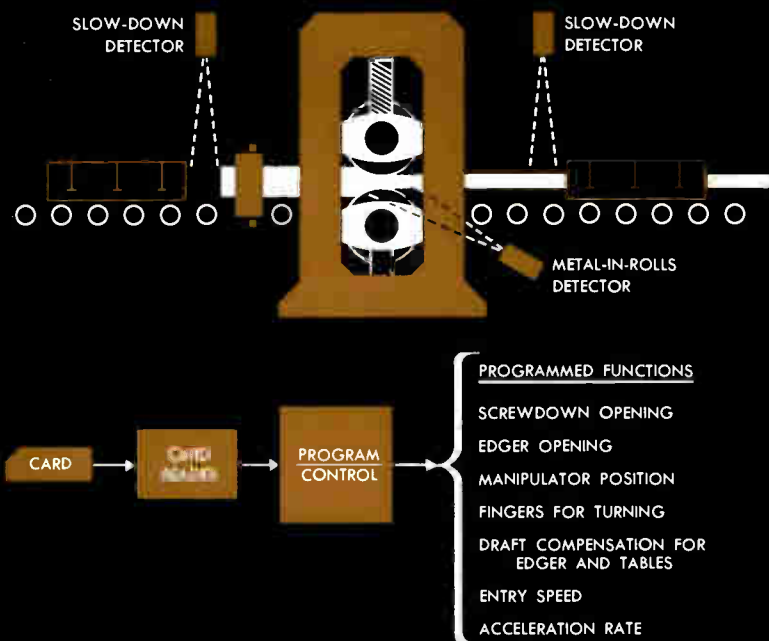 SLOW-DOWN
DETECTOR
SLOW-DOWN
DETECTOR
METAL-IN-ROLLS
DETECTOR
CARD
PROGRAM
CONTROL
PROGRAMMED FUNCTIONS
SCREWDOWN OPENING
EDGER OPENING
MANIPULATOR POSITION
FINGERS FOR TURNING
DRAFT COMPENSATION FOR
EDGER AND TABLES
ENTRY SPEED
ACCELERATION RATE